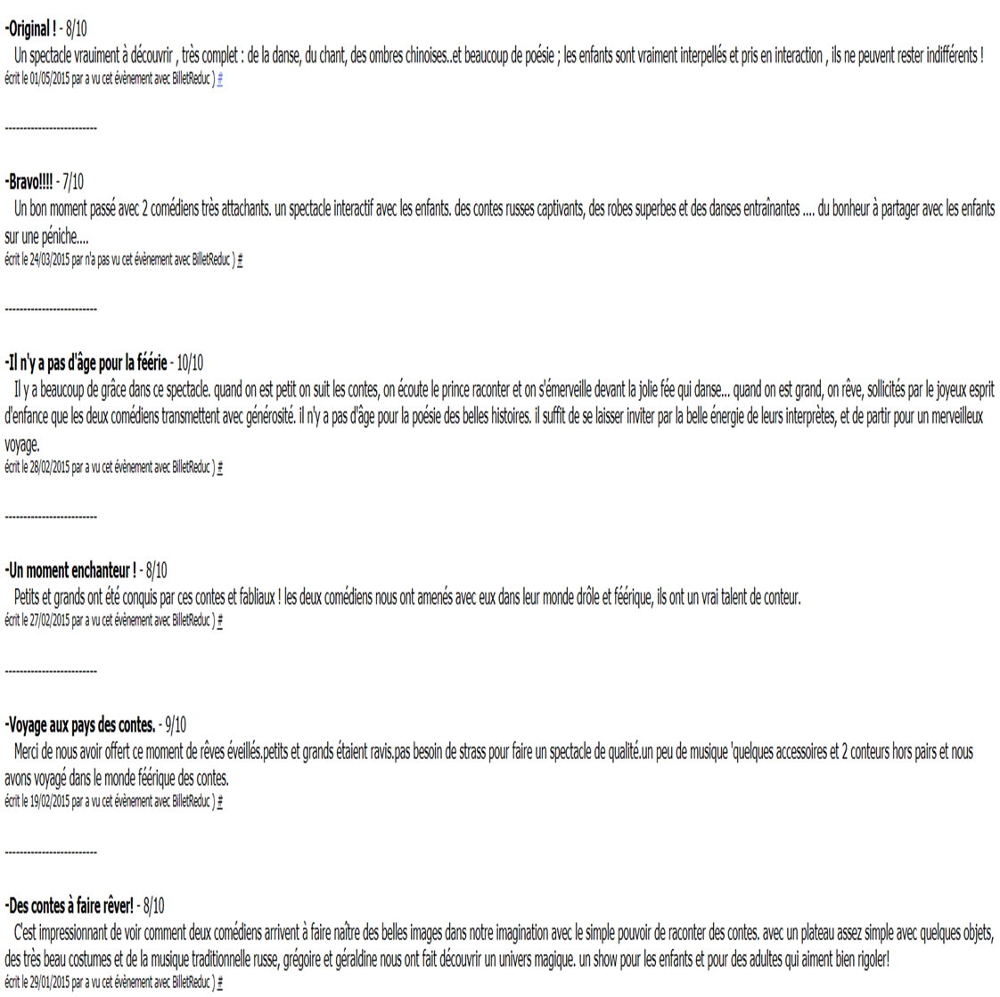 -Original ! - 8/10
Un spectacle vrauiment à découvrir , très complet : de la danse, du chant, des ombres chinoises..et beaucoup de poésie ; les enfants sont vraiment interpellés et pris en interaction , ils ne peuvent rester indifférents !
écrit le 01/05/2015 par a vu cet évènement avec BilletReduc ) #
-------------------------
-Bravo!!!! - 7/10
Un bon moment passé avec 2 comédiens très attachants. un spectacle interactif avec les enfants. des contes russes captivants, des robes superbes et des danses entraînantes .... du bonheur à partager avec les enfants
sur une péniche....
écrit le 24/03/2015 par n'a pas vu cet évènement avec BilletReduc ) #
-------------------------
-Il n'y a pas d'âge pour la féérie - 10/10
Il y a beaucoup de grâce dans ce spectacle. quand on est petit on suit les contes, on écoute le prince raconter et on s'émerveille devant la jolie fée qui danse... quand on est grand, on rêve, sollicités par le joyeux esprit
d'enfance que les deux comédiens transmettent avec générosité. il n'y a pas d'âge pour la poésie des belles histoires. il suffit de se laisser inviter par la belle énergie de leurs interprètes, et de partir pour un merveilleux
voyage.
écrit le 28/02/2015 par a vu cet évènement avec BilletReduc ) #
-------------------------
-Un moment enchanteur ! - 8/10
Petits et grands ont été conquis par ces contes et fabliaux ! les deux comédiens nous ont amenés avec eux dans leur monde drôle et féérique, ils ont un vrai talent de conteur.
écrit le 27/02/2015 par a vu cet évènement avec BilletReduc ) #
-------------------------
-Voyage aux pays des contes. - 9/10
Merci de nous avoir offert ce moment de rêves éveillés.petits et grands étaient ravis.pas besoin de strass pour faire un spectacle de qualité.un peu de musique 'quelques accessoires et 2 conteurs hors pairs et nous
avons voyagé dans le monde féérique des contes.
écrit le 19/02/2015 par a vu cet évènement avec BilletReduc ) #
-------------------------
-Des contes à faire rêver! - 8/10
C'est impressionnant de voir comment deux comédiens arrivent à faire naître des belles images dans notre imagination avec le simple pouvoir de raconter des contes. avec un plateau assez simple avec quelques objets,
des très beau costumes et de la musique traditionnelle russe, grégoire et géraldine nous ont fait découvrir un univers magique. un show pour les enfants et pour des adultes qui aiment bien rigoler!
écrit le 29/01/2015 par a vu cet évènement avec BilletReduc ) #